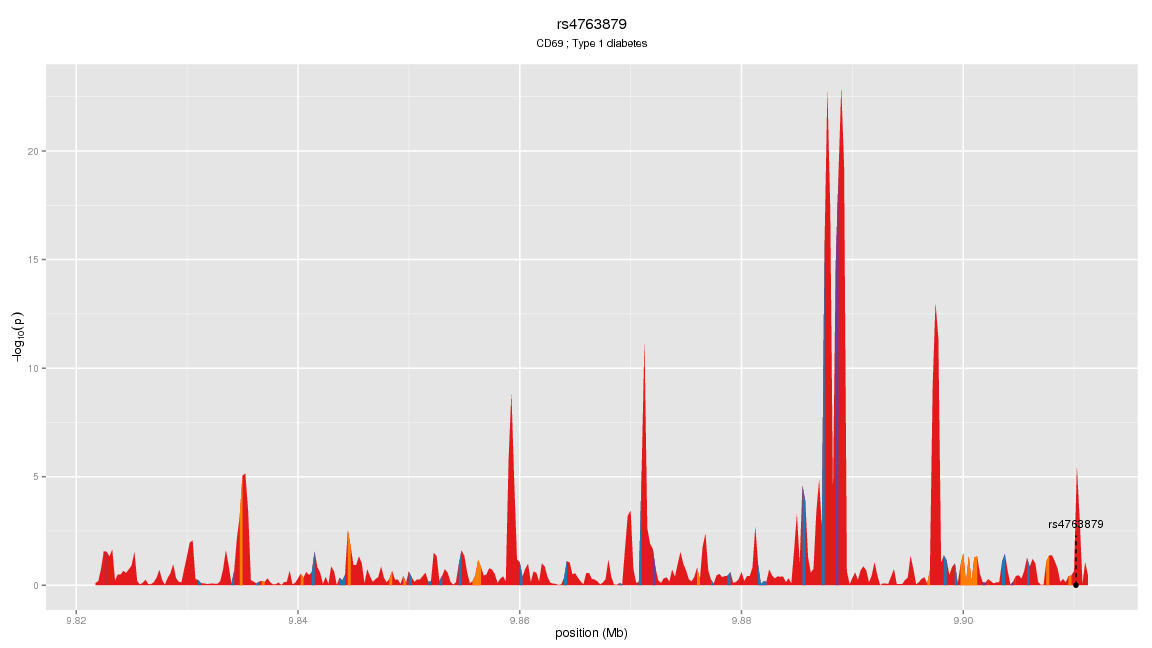 rs4763879
CD69 ; Type 1 diabetes
20
15
10
5
0
−log10(p)
rs4763879
9.82
9.84
9.86
9.88
9.90
position (Mb)